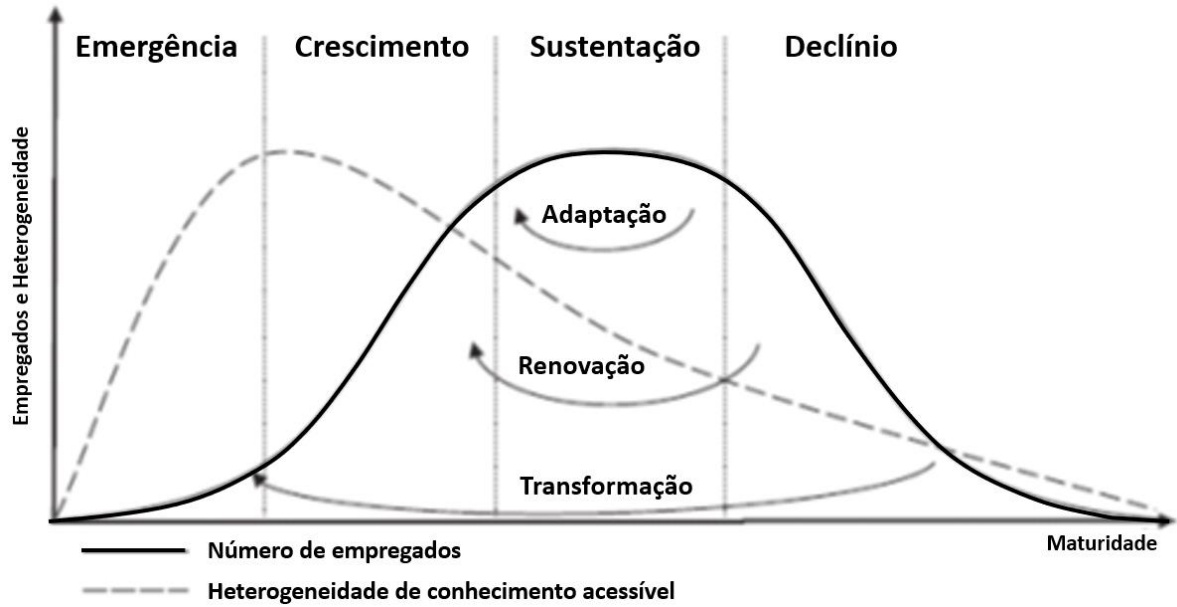 Emergência
Crescimento
Sustentação
Declínio
Empregados e Heterogeneidade
Adaptação
Renovação
Transformação
Maturidade
Número de empregados
Heterogeneidade de conhecimento acessível